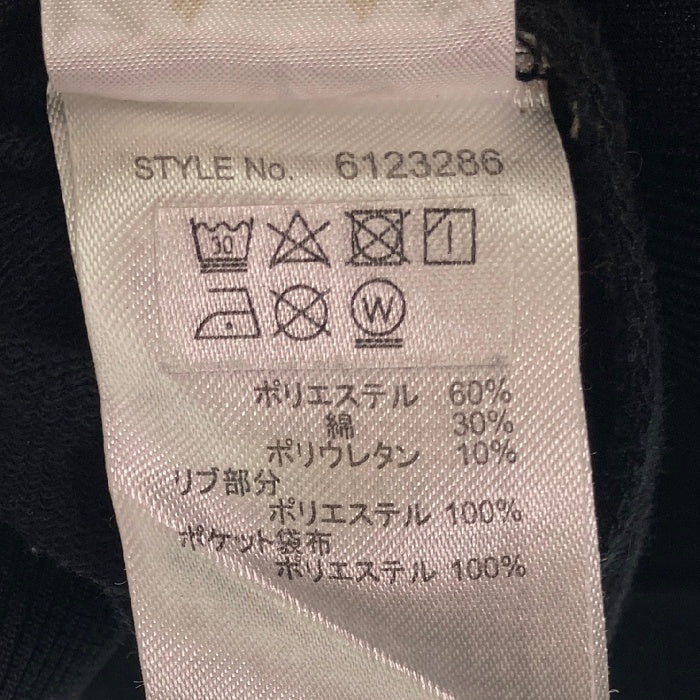 STYLE No. 6123286
30
W
ポリエステル 60%
綿 30%
ポリウレタン 10%
リブ部分
ポリエステル 100%
ポケット袋布
ポリエステル 100%